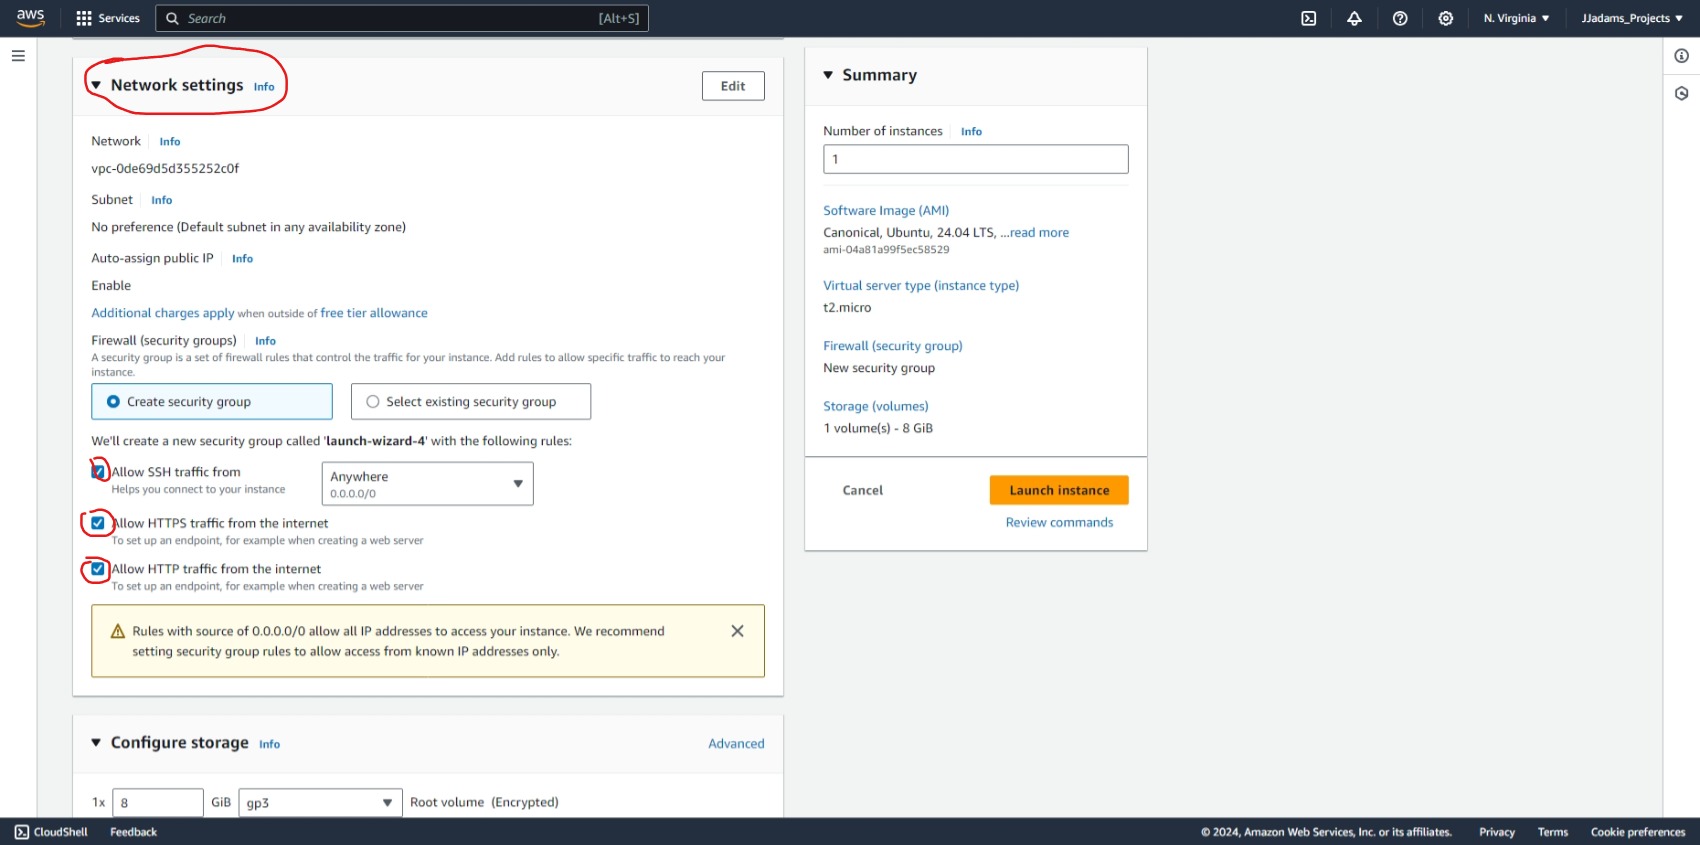 aws
Services
Search
[Alt+S]
N. Virginia
JJadams_Projects
Network settings Info
Edit
Network Info
vpc-0de69d5d355252c0f
Subnet Info
No preference (Default subnet in any availability zone)
Auto-assign public IP Info
Enable
Additional charges apply when outside of free tier allowance
Firewall (security groups) Info
A security group is a set of firewall rules that control the traffic for your instance. Add rules to allow specific traffic to reach your
instance.
Create security group
Select existing security group
We'll create a new security group called 'launch-wizard-4' with the following rules:
Allow SSH traffic from
Helps you connect to your instance
Anywhere
0.0.0.0/0
Allow HTTPS traffic from the internet
To set up an endpoint, for example when creating a web server
Allow HTTP traffic from the internet
To set up an endpoint, for example when creating a web server
Rules with source of 0.0.0.0/0 allow all IP addresses to access your instance. We recommend
setting security group rules to allow access from known IP addresses only.
Configure storage Info
Advanced
1x 8 GiB gp3 Root volume (Encrypted)
Summary
Number of instances Info
1
Software Image (AMI)
Canonical, Ubuntu, 24.04 LTS, ...read more
ami-04a81a99f5ec58529
Virtual server type (instance type)
t2.micro
Firewall (security group)
New security group
Storage (volumes)
1 volume(s) - 8 GiB
Cancel
Launch instance
Review commands
CloudShell
Feedback
© 2024, Amazon Web Services, Inc. or its affiliates.
Privacy
Terms
Cookie preferences